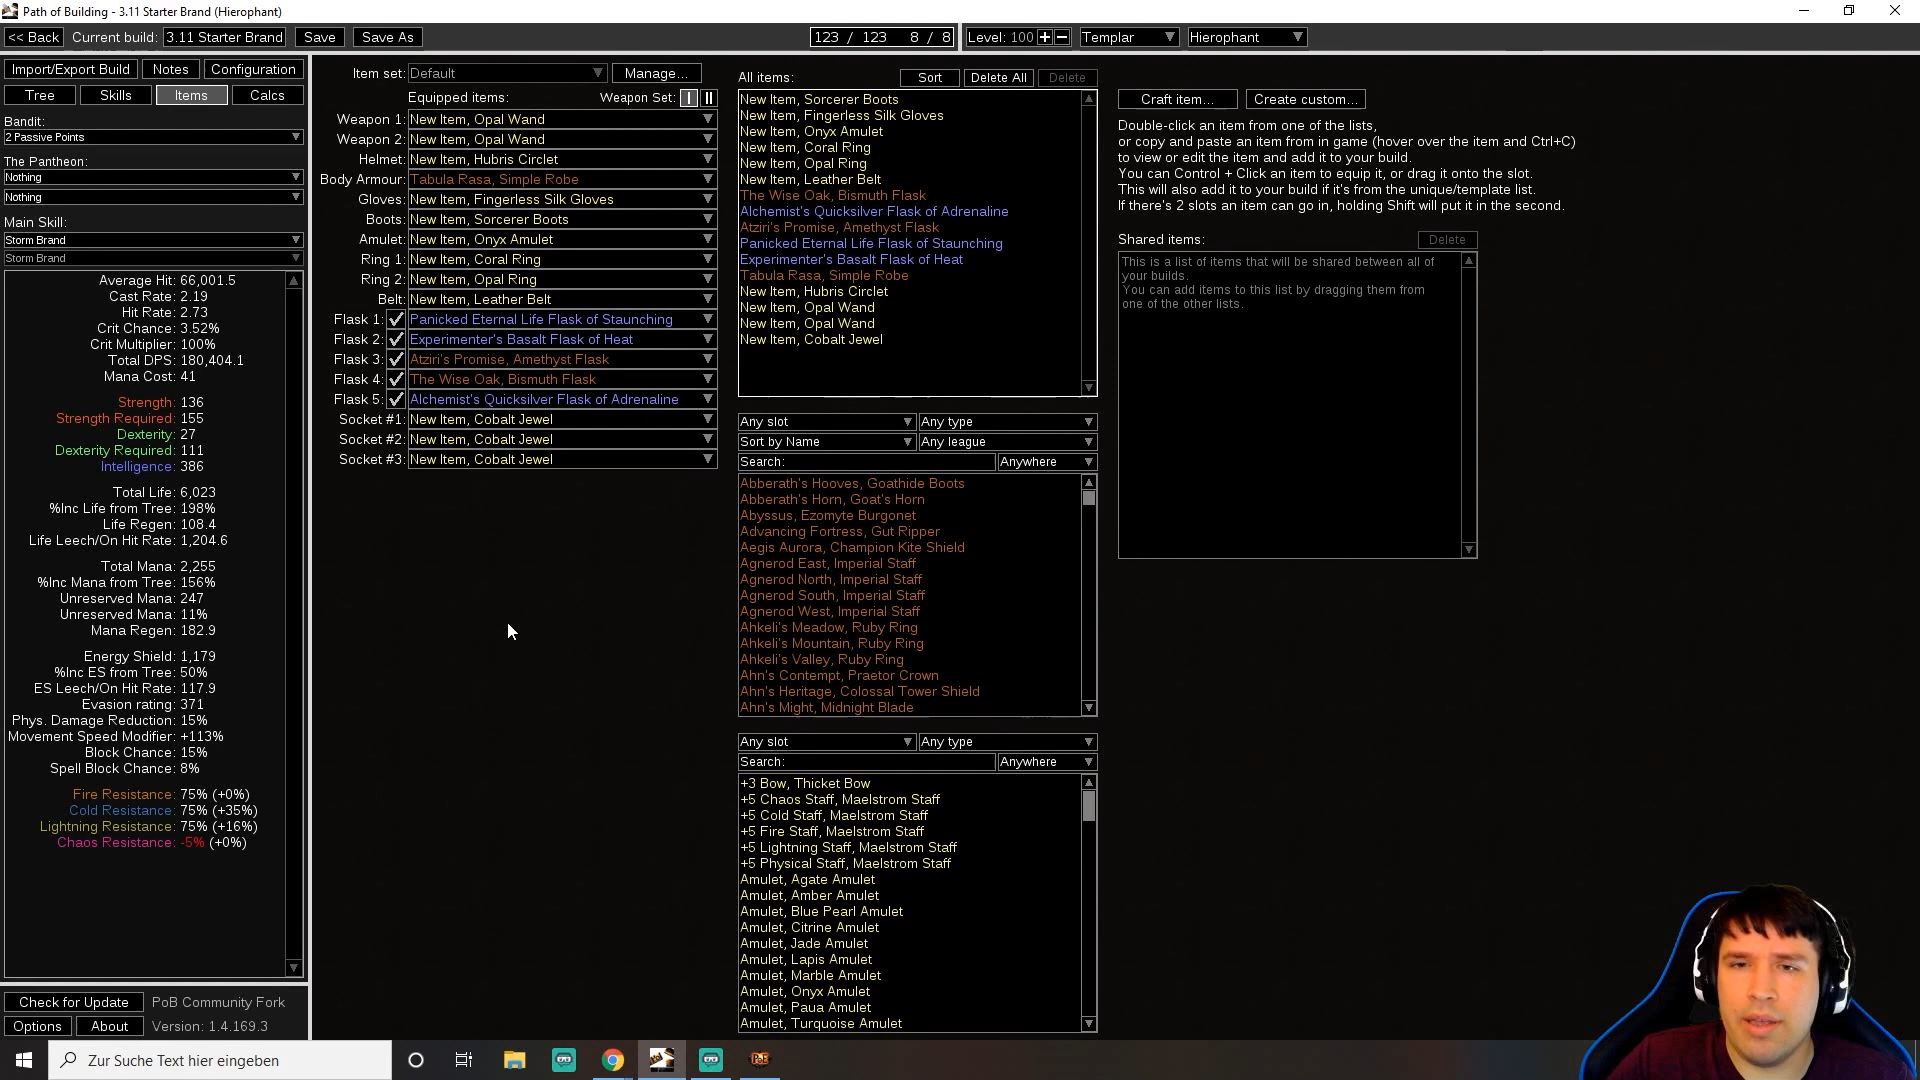 Path of Building - 3.11 Starter Brand (Hierophant)
<< Back Current build: 3.11 Starter Brand Save Save As 123 / 123 8 / 8 Level: 100 + - Templar Hierophant
Import/Export Build Notes Configuration
Tree Skills Items Calcs
Bandit:
2 Passive Points
The Pantheon:
Nothing
Nothing
Main Skill:
Storm Brand
Storm Brand
Average Hit: 66,001.5
Cast Rate: 2.19
Hit Rate: 2.73
Crit Chance: 3.52%
Crit Multiplier: 100%
Total DPS: 180,404.1
Mana Cost: 41
Strength: 136
Strength Required: 155
Dexterity: 27
Dexterity Required: 111
Intelligence: 386
Total Life: 6,023
%Inc Life from Tree: 198%
Life Regen: 108.4
Life Leech/On Hit Rate: 1,204.6
Total Mana: 2,255
%Inc Mana from Tree: 156%
Unreserved Mana: 247
Unreserved Mana: 11%
Mana Regen: 182.9
Energy Shield: 1,179
%Inc ES from Tree: 50%
ES Leech/On Hit Rate: 117.9
Evasion rating: 371
Phys. Damage Reduction: 15%
Movement Speed Modifier: +113%
Block Chance: 15%
Spell Block Chance: 8%
Fire Resistance: 75% (+0%)
Cold Resistance: 75% (+35%)
Lightning Resistance: 75% (+16%)
Chaos Resistance: -5% (+0%)
Check for Update PoB Community Fork
Options About Version: 1.4.169.3
Item set: Default Manage...
Equipped items: Weapon Set: I II
Weapon 1: New Item, Opal Wand
Weapon 2: New Item, Opal Wand
Helmet: New Item, Hubris Circlet
Body Armour: Tabula Rasa, Simple Robe
Gloves: New Item, Fingerless Silk Gloves
Boots: New Item, Sorcerer Boots
Amulet: New Item, Onyx Amulet
Ring 1: New Item, Coral Ring
Ring 2: New Item, Opal Ring
Belt: New Item, Leather Belt
Flask 1: Panicked Eternal Life Flask of Staunching
Flask 2: Experimenter's Basalt Flask of Heat
Flask 3: Atziri's Promise, Amethyst Flask
Flask 4: The Wise Oak, Bismuth Flask
Flask 5: Alchemist's Quicksilver Flask of Adrenaline
Socket #1: New Item, Cobalt Jewel
Socket #2: New Item, Cobalt Jewel
Socket #3: New Item, Cobalt Jewel
All items: Sort Delete All Delete
New Item, Sorcerer Boots
New Item, Fingerless Silk Gloves
New Item, Onyx Amulet
New Item, Coral Ring
New Item, Opal Ring
New Item, Leather Belt
The Wise Oak, Bismuth Flask
Alchemist's Quicksilver Flask of Adrenaline
Atziri's Promise, Amethyst Flask
Panicked Eternal Life Flask of Staunching
Experimenter's Basalt Flask of Heat
Tabula Rasa, Simple Robe
New Item, Hubris Circlet
New Item, Opal Wand
New Item, Opal Wand
New Item, Cobalt Jewel
Any slot Any type
Sort by Name Any league
Search: Anywhere
Abberath's Hooves, Goathide Boots
Abberath's Horn, Goat's Horn
Abyssus, Ezomyte Burgonet
Advancing Fortress, Gut Ripper
Aegis Aurora, Champion Kite Shield
Agnerod East, Imperial Staff
Agnerod North, Imperial Staff
Agnerod South, Imperial Staff
Agnerod West, Imperial Staff
Ahkeli's Meadow, Ruby Ring
Ahkeli's Mountain, Ruby Ring
Ahkeli's Valley, Ruby Ring
Ahn's Contempt, Praetor Crown
Ahn's Heritage, Colossal Tower Shield
Ahn's Might, Midnight Blade
Any slot Any type
Search: Anywhere
+3 Bow, Thicket Bow
+5 Chaos Staff, Maelstrom Staff
+5 Cold Staff, Maelstrom Staff
+5 Fire Staff, Maelstrom Staff
+5 Lightning Staff, Maelstrom Staff
+5 Physical Staff, Maelstrom Staff
Amulet, Agate Amulet
Amulet, Amber Amulet
Amulet, Blue Pearl Amulet
Amulet, Citrine Amulet
Amulet, Jade Amulet
Amulet, Lapis Amulet
Amulet, Marble Amulet
Amulet, Onyx Amulet
Amulet, Paua Amulet
Amulet, Turquoise Amulet
Craft item... Create custom...
Double-click an item from one of the lists,
or copy and paste an item from in game (hover over the item and Ctrl+C)
to view or edit the item and add it to your build.
You can Control + Click an item to equip it, or drag it onto the slot.
This will also add it to your build if it's from the unique/template list.
If there's 2 slots an item can go in, holding Shift will put it in the second.
Shared items: Delete
This is a list of items that will be shared between all of
your builds.
You can add items to this list by dragging them from
one of the other lists.
Zur Suche Text hier eingeben
PoE